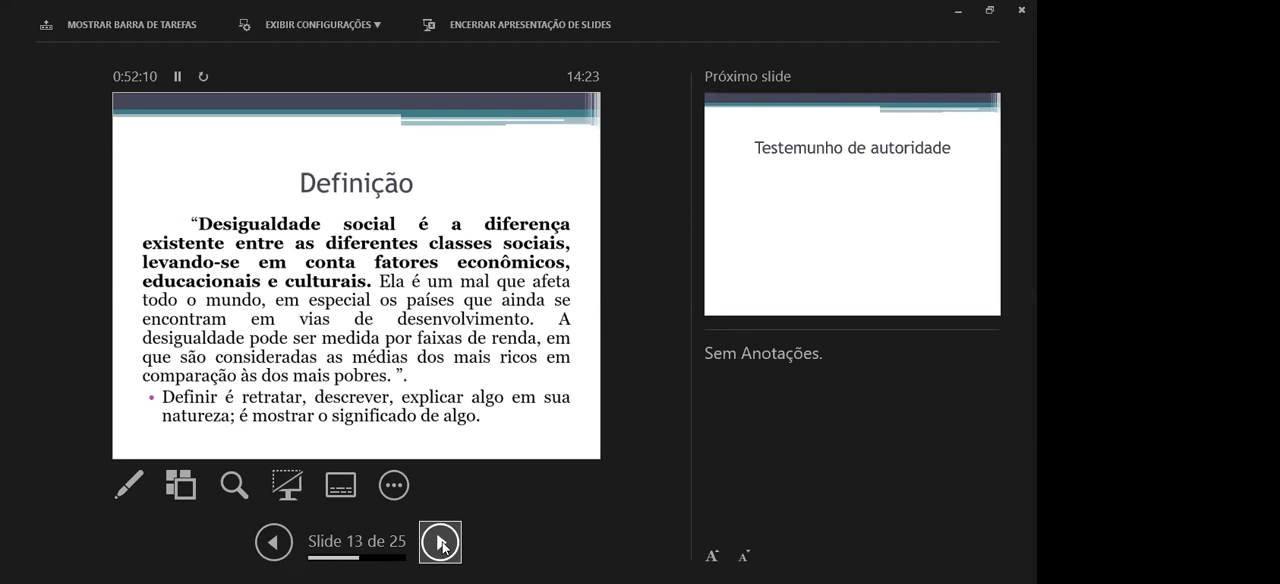 MOSTRAR BARRA DE TAREFAS
EXIBIR CONFIGURAÇÕES ▼
ENCERRAR APRESENTAÇÃO DE SLIDES
0:52:10
14:23
Definição
“Desigualdade social é a diferença
existente entre as diferentes classes sociais,
levando-se em conta fatores econômicos,
educacionais e culturais. Ela é um mal que afeta
todo o mundo, em especial os países que ainda se
encontram em vias de desenvolvimento. A
desigualdade pode ser medida por faixas de renda, em
que são consideradas as médias dos mais ricos em
comparação às dos mais pobres. ”.
• Definir é retratar, descrever, explicar algo em sua
natureza; é mostrar o significado de algo.
Slide 13 de 25
Próximo slide
Testemunho de autoridade
Sem Anotações.
A A